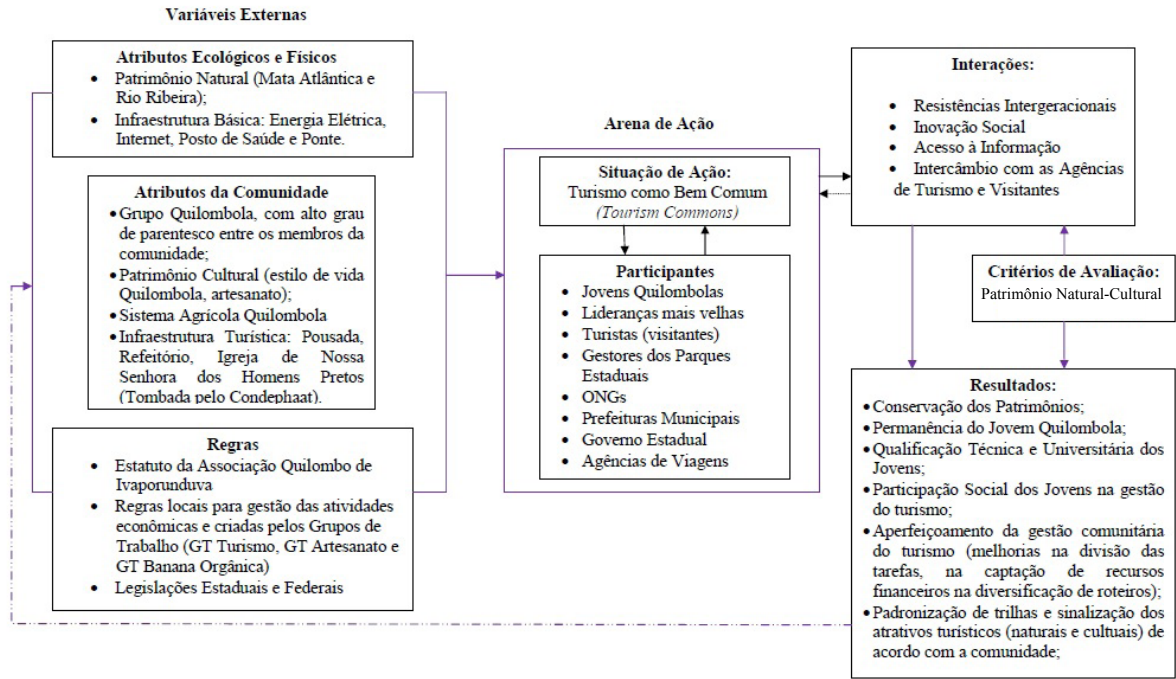 Variáveis Externas
Atributos Ecológicos e Físicos
• Patrimônio Natural (Mata Atlântica e
Rio Ribeira);
• Infraestrutura Básica: Energia Elétrica,
Internet, Posto de Saúde e Ponte.
Atributos da Comunidade
• Grupo Quilombola, com alto grau
de parentesco entre os membros da
comunidade;
• Patrimônio Cultural (estilo de vida
Quilombola, artesanato);
• Sistema Agrícola Quilombola
• Infraestrutura Turística: Pousada,
Refeitório, Igreja de Nossa
Senhora dos Homens Pretos
(Tombada pelo Condephaat).
Regras
• Estatuto da Associação Quilombo de
Ivaporunduva
• Regras locais para gestão das atividades
econômicas e criadas pelos Grupos de
Trabalho (GT Turismo, GT Artesanato e
GT Banana Orgânica)
• Legislações Estaduais e Federais
Arena de Ação
Situação de Ação:
Turismo como Bem Comum
(Tourism Commons)
Participantes
• Jovens Quilombolas
• Lideranças mais velhas
• Turistas (visitantes)
• Gestores dos Parques
Estaduais
• ONGs
• Prefeituras Municipais
• Governo Estadual
• Agências de Viagens
Interações:
• Resistências Intergeracionais
• Inovação Social
• Acesso à Informação
• Intercâmbio com as Agências
de Turismo e Visitantes
Critérios de Avaliação:
Patrimônio Natural-Cultural
Resultados:
• Conservação dos Patrimônios;
• Permanência do Jovem Quilombola;
• Qualificação Técnica e Universitária dos
Jovens;
• Participação Social dos Jovens na gestão
do turismo;
• Aperfeiçoamento da gestão comunitária
do turismo (melhorias na divisão das
tarefas, na captação de recursos
financeiros na diversificação de roteiros);
• Padronização de trilhas e sinalização dos
atrativos turísticos (naturais e cultuais) de
acordo com a comunidade;